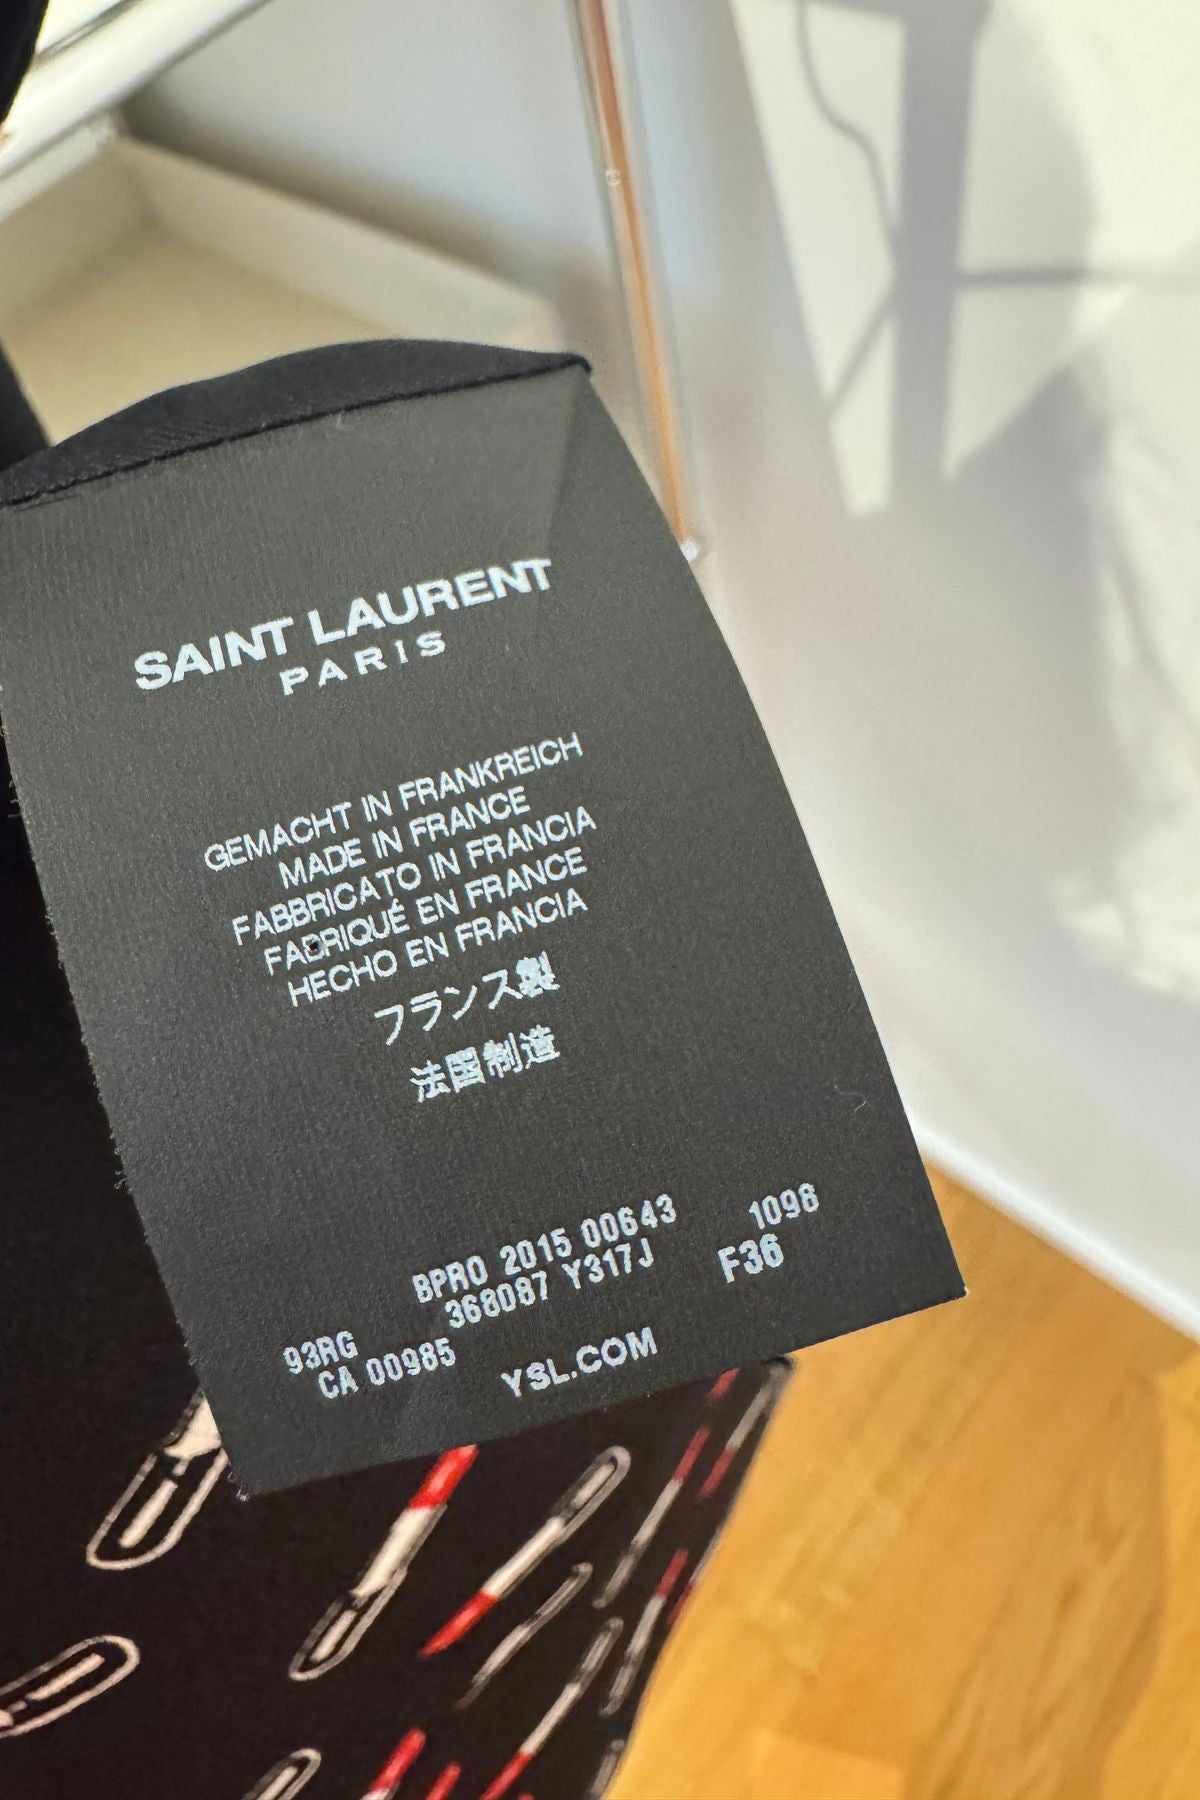 SAINT LAURENT
PARIS
GEMACHT IN FRANKREICH
MADE IN FRANCE
FABBRICATO IN FRANCIA
FABRIQUÉ EN FRANCE
HECHO EN FRANCIA
フランス製
法国制造
BPRO 2015 00643 1098
368087 Y317J F36
93RG
CA 00985
YSL.COM